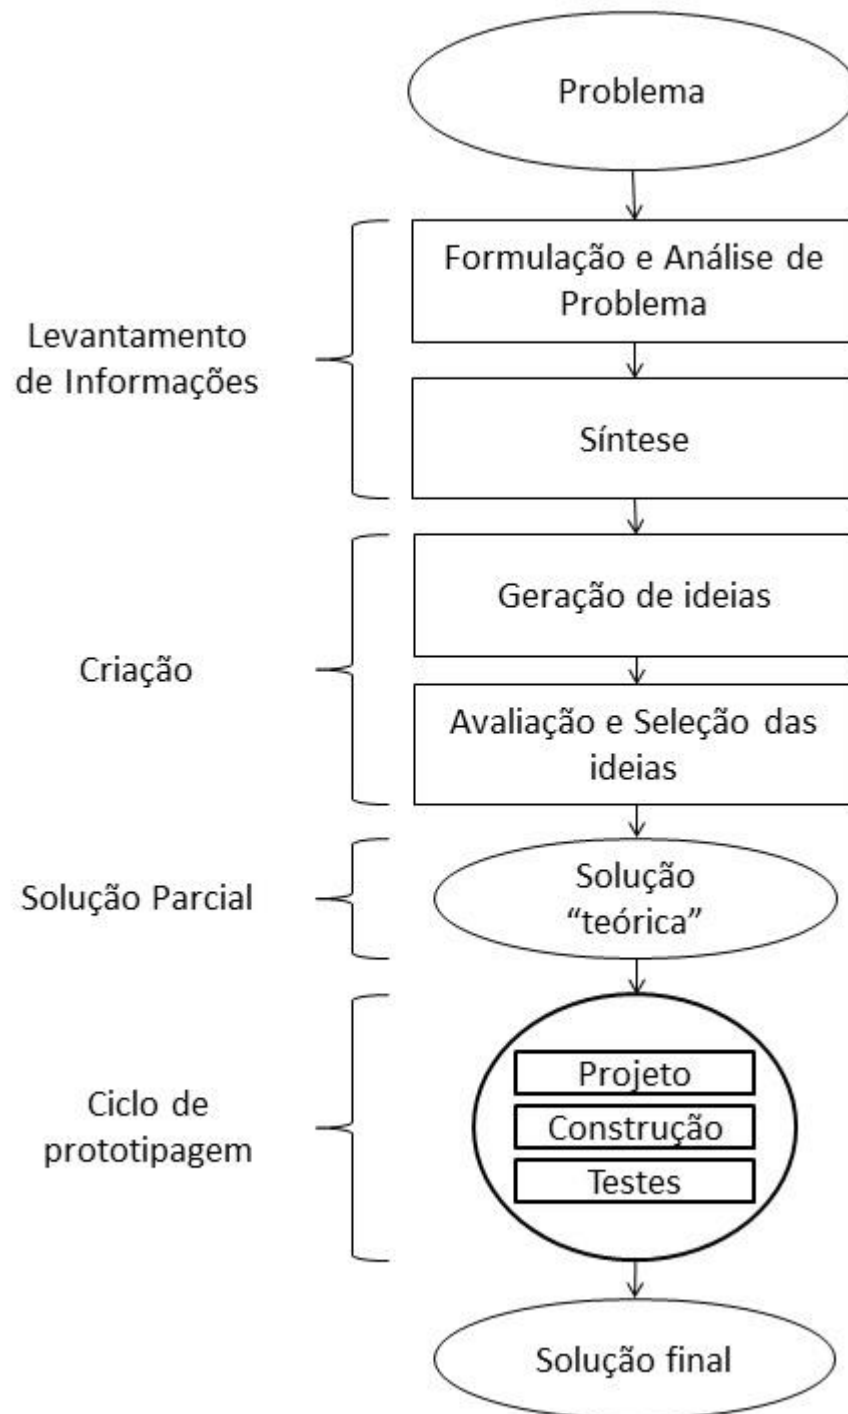 Problema
Formulação e Análise de
Problema
Levantamento
de Informações
Síntese
Geração de ideias
Criação
Avaliação e Seleção das
ideias
Solução Parcial
Solução
“teórica”
Projeto
Ciclo de
prototipagem
Construção
Testes
Solução final